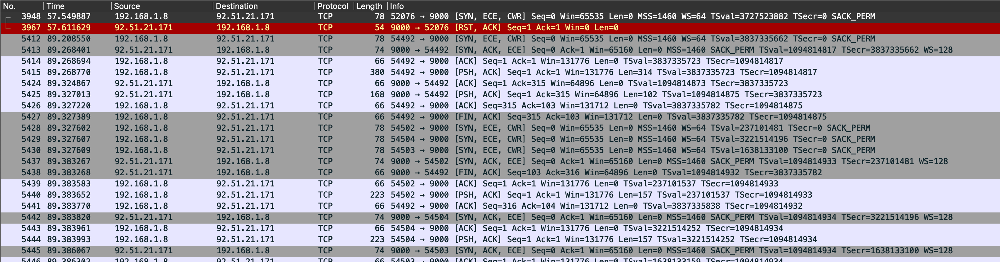 No. Time Source Destination Protocol Length Info
3948 57.549887 192.168.1.8 92.51.21.171 TCP 78 52076 → 9000 [SYN, ECE, CWR] Seq=0 Win=65535 Len=0 MSS=1460 WS=64 TSval=3727523882 TSecr=0 SACK_PERM
3967 57.611629 92.51.21.171 192.168.1.8 TCP 54 9000 → 52076 [RST, ACK] Seq=1 Ack=1 Win=0 Len=0
5412 89.208550 192.168.1.8 92.51.21.171 TCP 78 54492 → 9000 [SYN, ECE, CWR] Seq=0 Win=65535 Len=0 MSS=1460 WS=64 TSval=3837335662 TSecr=0 SACK_PERM
5413 89.268401 92.51.21.171 192.168.1.8 TCP 74 9000 → 54492 [SYN, ACK, ECE] Seq=0 Ack=1 Win=65160 Len=0 MSS=1460 SACK_PERM TSval=1094814817 TSecr=3837335662 WS=128
5414 89.268694 192.168.1.8 92.51.21.171 TCP 66 54492 → 9000 [ACK] Seq=1 Ack=1 Win=131776 Len=0 TSval=3837335723 TSecr=1094814817
5415 89.268770 192.168.1.8 92.51.21.171 TCP 380 54492 → 9000 [PSH, ACK] Seq=1 Ack=1 Win=131776 Len=314 TSval=3837335723 TSecr=1094814817
5424 89.324867 92.51.21.171 192.168.1.8 TCP 66 9000 → 54492 [ACK] Seq=1 Ack=315 Win=64896 Len=0 TSval=1094814873 TSecr=3837335723
5425 89.327013 92.51.21.171 192.168.1.8 TCP 168 9000 → 54492 [PSH, ACK] Seq=1 Ack=315 Win=64896 Len=102 TSval=1094814875 TSecr=3837335723
5426 89.327220 192.168.1.8 92.51.21.171 TCP 66 54492 → 9000 [ACK] Seq=315 Ack=103 Win=131712 Len=0 TSval=3837335782 TSecr=1094814875
5427 89.327389 192.168.1.8 92.51.21.171 TCP 66 54492 → 9000 [FIN, ACK] Seq=315 Ack=103 Win=131712 Len=0 TSval=3837335782 TSecr=1094814875
5428 89.327602 192.168.1.8 92.51.21.171 TCP 78 54502 → 9000 [SYN, ECE, CWR] Seq=0 Win=65535 Len=0 MSS=1460 WS=64 TSval=237101481 TSecr=0 SACK_PERM
5429 89.327607 192.168.1.8 92.51.21.171 TCP 78 54504 → 9000 [SYN, ECE, CWR] Seq=0 Win=65535 Len=0 MSS=1460 WS=64 TSval=3221514196 TSecr=0 SACK_PERM
5430 89.327609 192.168.1.8 92.51.21.171 TCP 78 54503 → 9000 [SYN, ECE, CWR] Seq=0 Win=65535 Len=0 MSS=1460 WS=64 TSval=1638133100 TSecr=0 SACK_PERM
5437 89.383267 92.51.21.171 192.168.1.8 TCP 74 9000 → 54502 [SYN, ACK, ECE] Seq=0 Ack=1 Win=65160 Len=0 MSS=1460 SACK_PERM TSval=1094814933 TSecr=237101481 WS=128
5438 89.383268 92.51.21.171 192.168.1.8 TCP 66 9000 → 54492 [FIN, ACK] Seq=103 Ack=316 Win=64896 Len=0 TSval=1094814932 TSecr=3837335782
5439 89.383583 192.168.1.8 92.51.21.171 TCP 66 54502 → 9000 [ACK] Seq=1 Ack=1 Win=131776 Len=0 TSval=237101537 TSecr=1094814933
5440 89.383652 192.168.1.8 92.51.21.171 TCP 223 54502 → 9000 [PSH, ACK] Seq=1 Ack=1 Win=131776 Len=157 TSval=237101537 TSecr=1094814933
5441 89.383770 192.168.1.8 92.51.21.171 TCP 66 54492 → 9000 [ACK] Seq=316 Ack=104 Win=131712 Len=0 TSval=3837335838 TSecr=1094814932
5442 89.383820 92.51.21.171 192.168.1.8 TCP 74 9000 → 54504 [SYN, ACK, ECE] Seq=0 Ack=1 Win=65160 Len=0 MSS=1460 SACK_PERM TSval=1094814934 TSecr=3221514196 WS=128
5443 89.383961 192.168.1.8 92.51.21.171 TCP 66 54504 → 9000 [ACK] Seq=1 Ack=1 Win=131776 Len=0 TSval=3221514252 TSecr=1094814934
5444 89.383993 192.168.1.8 92.51.21.171 TCP 223 54504 → 9000 [PSH, ACK] Seq=1 Ack=1 Win=131776 Len=157 TSval=3221514252 TSecr=1094814934
5445 89.386067 92.51.21.171 192.168.1.8 TCP 74 9000 → 54503 [SYN, ACK, ECE] Seq=0 Ack=1 Win=65160 Len=0 MSS=1460 SACK_PERM TSval=1094814934 TSecr=1638133100 WS=128
5446 89.386302 192.168.1.8 92.51.21.171 TCP 66 54503 → 9000 [ACK] Seq=1 Ack=1 Win=131776 Len=0 TSval=1638133159 TSecr=1094814934